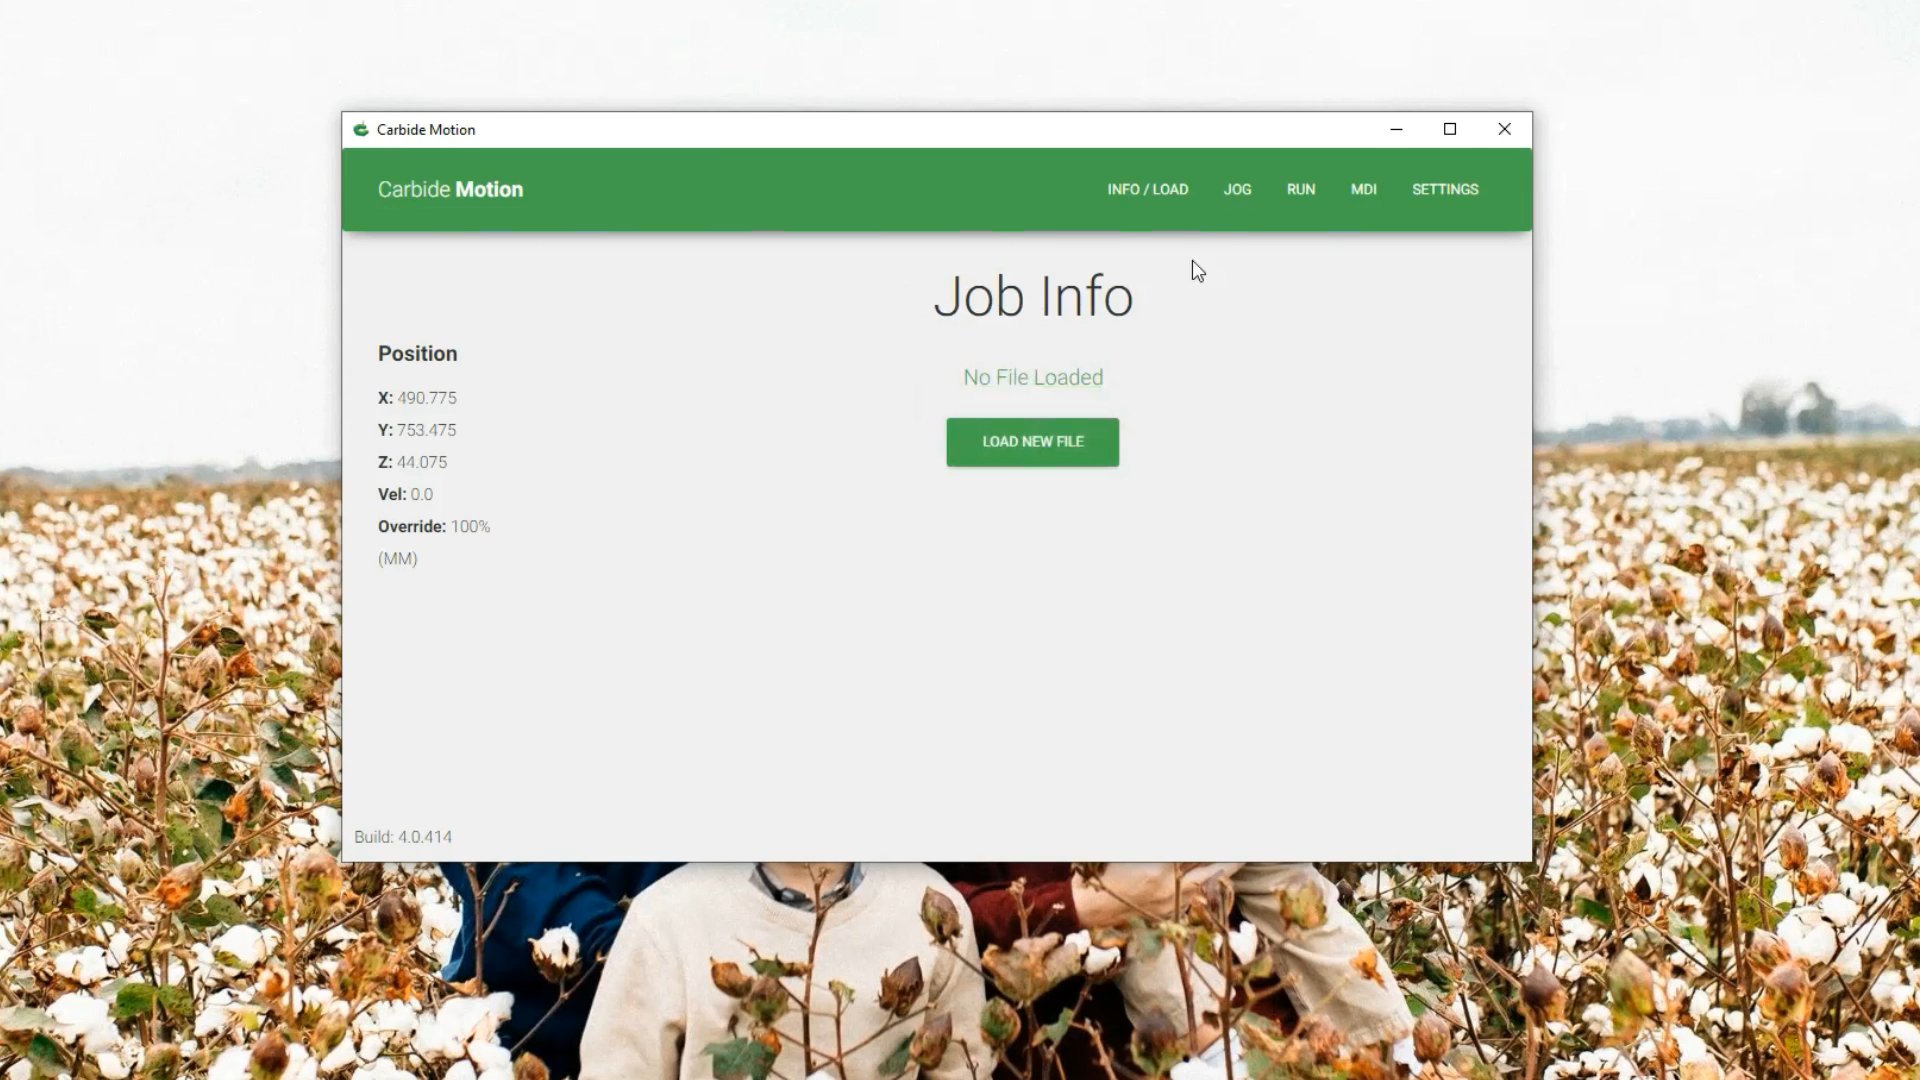 Carbide Motion
Carbide Motion
INFO / LOAD JOG RUN MDI SETTINGS
Job Info
Position
No File Loaded
X: 490.775
Y: 753.475
LOAD NEW FILE
Z: 44.075
Vel: 0.0
Override: 100%
(MM)
Build: 4.0.414